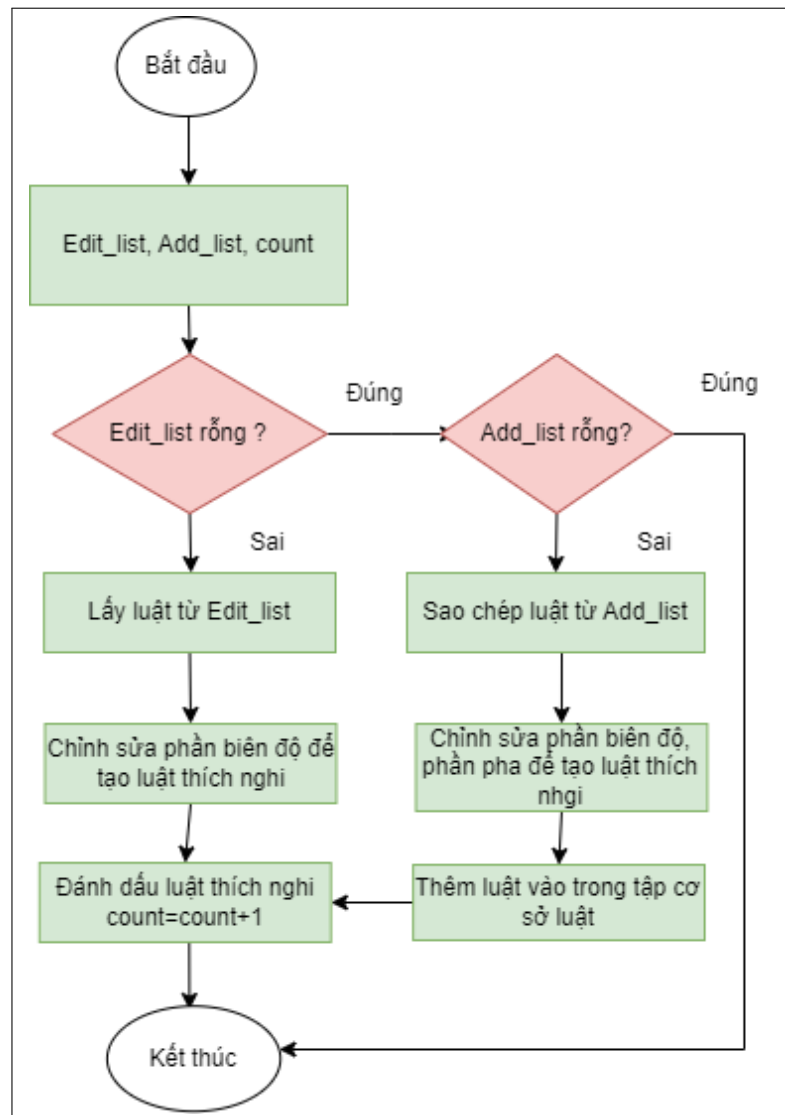 Bắt đầu
Edit_list, Add_list, count
Edit_list rỗng ?
Đúng
Add_list rỗng?
Đúng
Sai
Sai
Lấy luật từ Edit_list
Sao chép luật từ Add_list
Chỉnh sửa phần biên độ để
tạo luật thích nghi
Chỉnh sửa phần biên độ,
phần pha để tạo luật thích
nhgi
Đánh dấu luật thích nghi
count=count+1
Thêm luật vào trong tập cơ
sở luật
Kết thúc